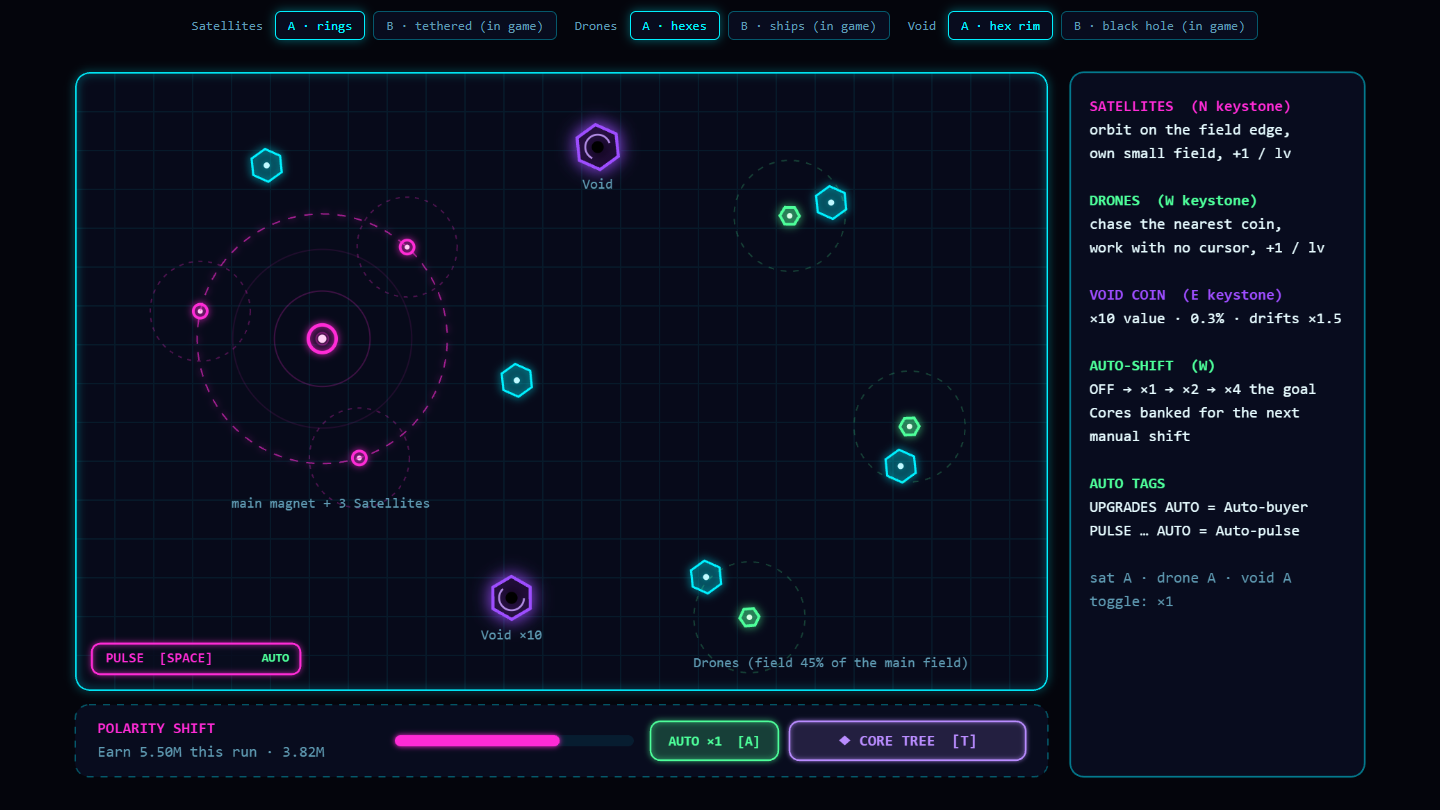 Satellites A · rings B · tethered (in game) Drones A · hexes B · ships (in game) Void A · hex rim B · black hole (in game)
Void
main magnet + 3 Satellites
Void ×10
Drones (field 45% of the main field)
PULSE [SPACE] AUTO
POLARITY SHIFT
Earn 5.50M this run · 3.82M
AUTO ×1 [A]
◆ CORE TREE [T]
SATELLITES (N keystone)
orbit on the field edge,
own small field, +1 / lv
DRONES (W keystone)
chase the nearest coin,
work with no cursor, +1 / lv
VOID COIN (E keystone)
×10 value · 0.3% · drifts ×1.5
AUTO-SHIFT (W)
OFF → ×1 → ×2 → ×4 the goal
Cores banked for the next
manual shift
AUTO TAGS
UPGRADES AUTO = Auto-buyer
PULSE … AUTO = Auto-pulse
sat A · drone A · void A
toggle: ×1